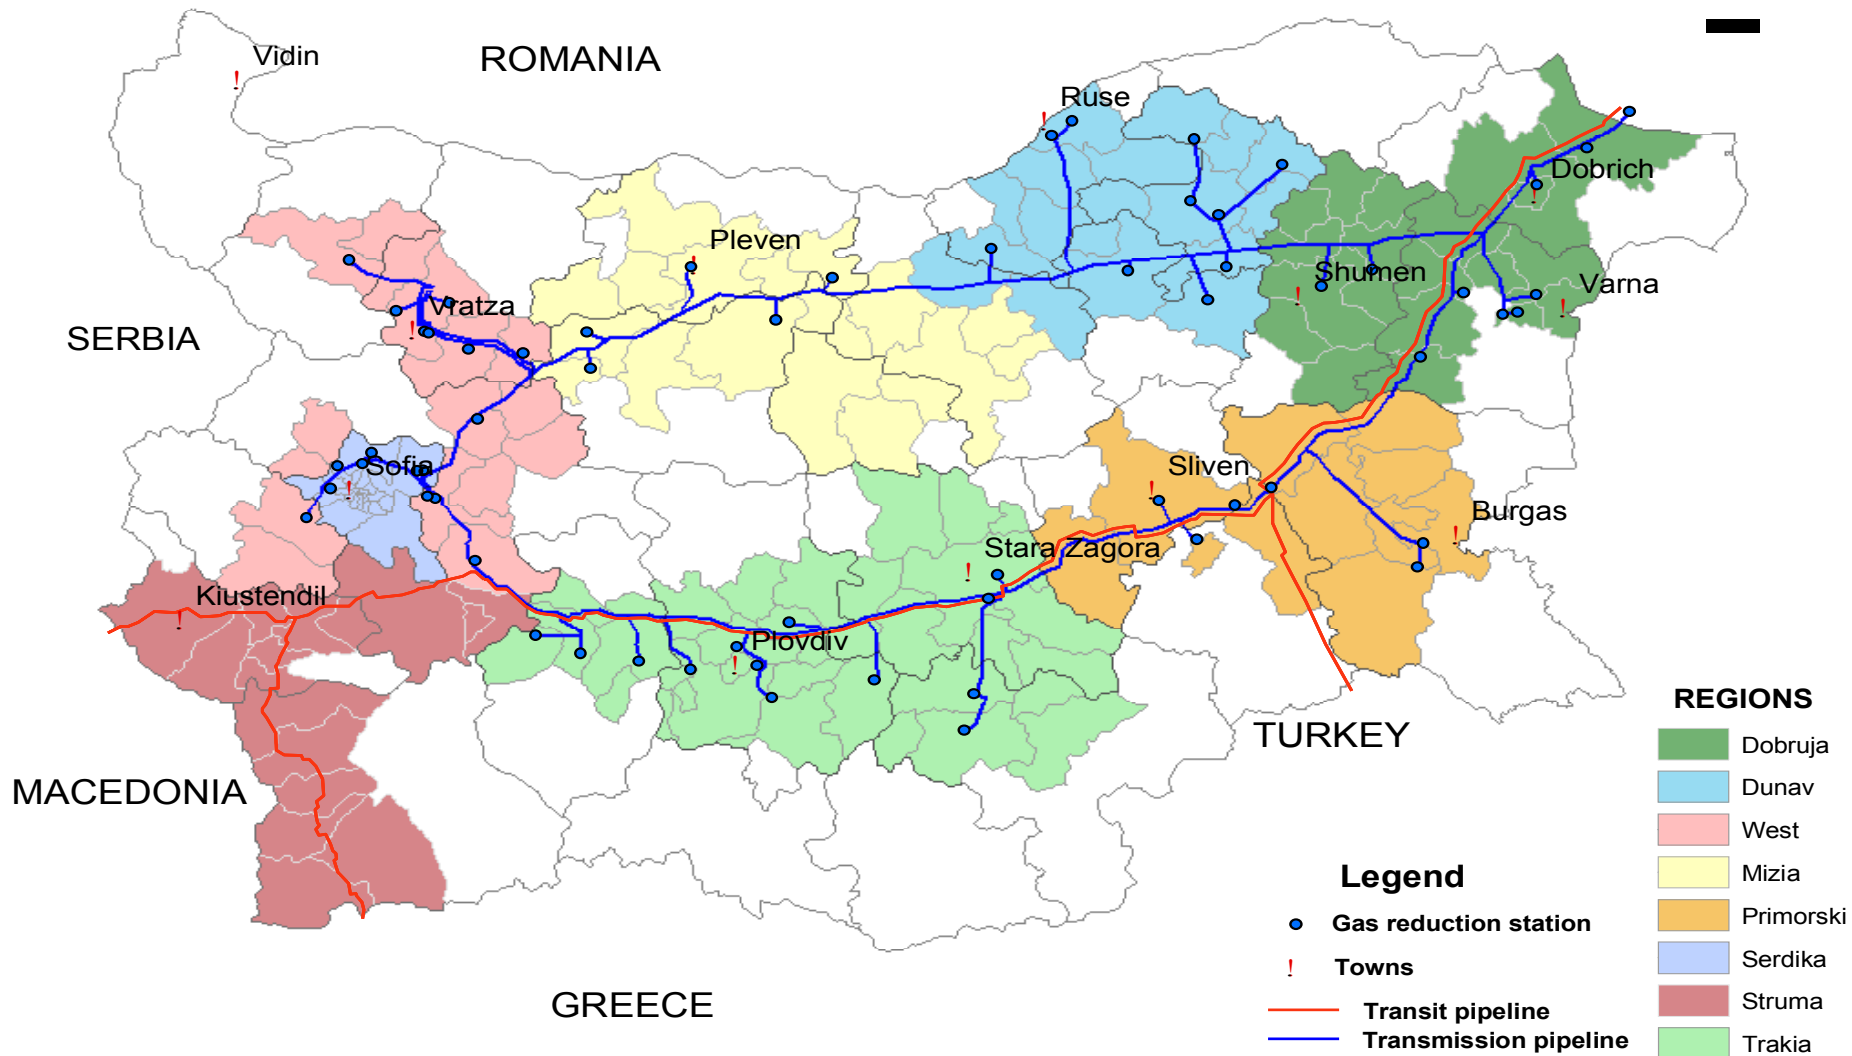 Vidin
ROMANIA
Ruse
Dobrich
Pleven
Shumen
Varna
Vratza
SERBIA
Sofia
Sliven
Burgas
Stara Zagora
Kiustendil
Plovdiv
TURKEY
MACEDONIA
GREECE
REGIONS
Dobruja
Dunav
West
Mizia
Primorski
Serdika
Struma
Trakia
Legend
Gas reduction station
! Towns
Transit pipeline
Transmission pipeline